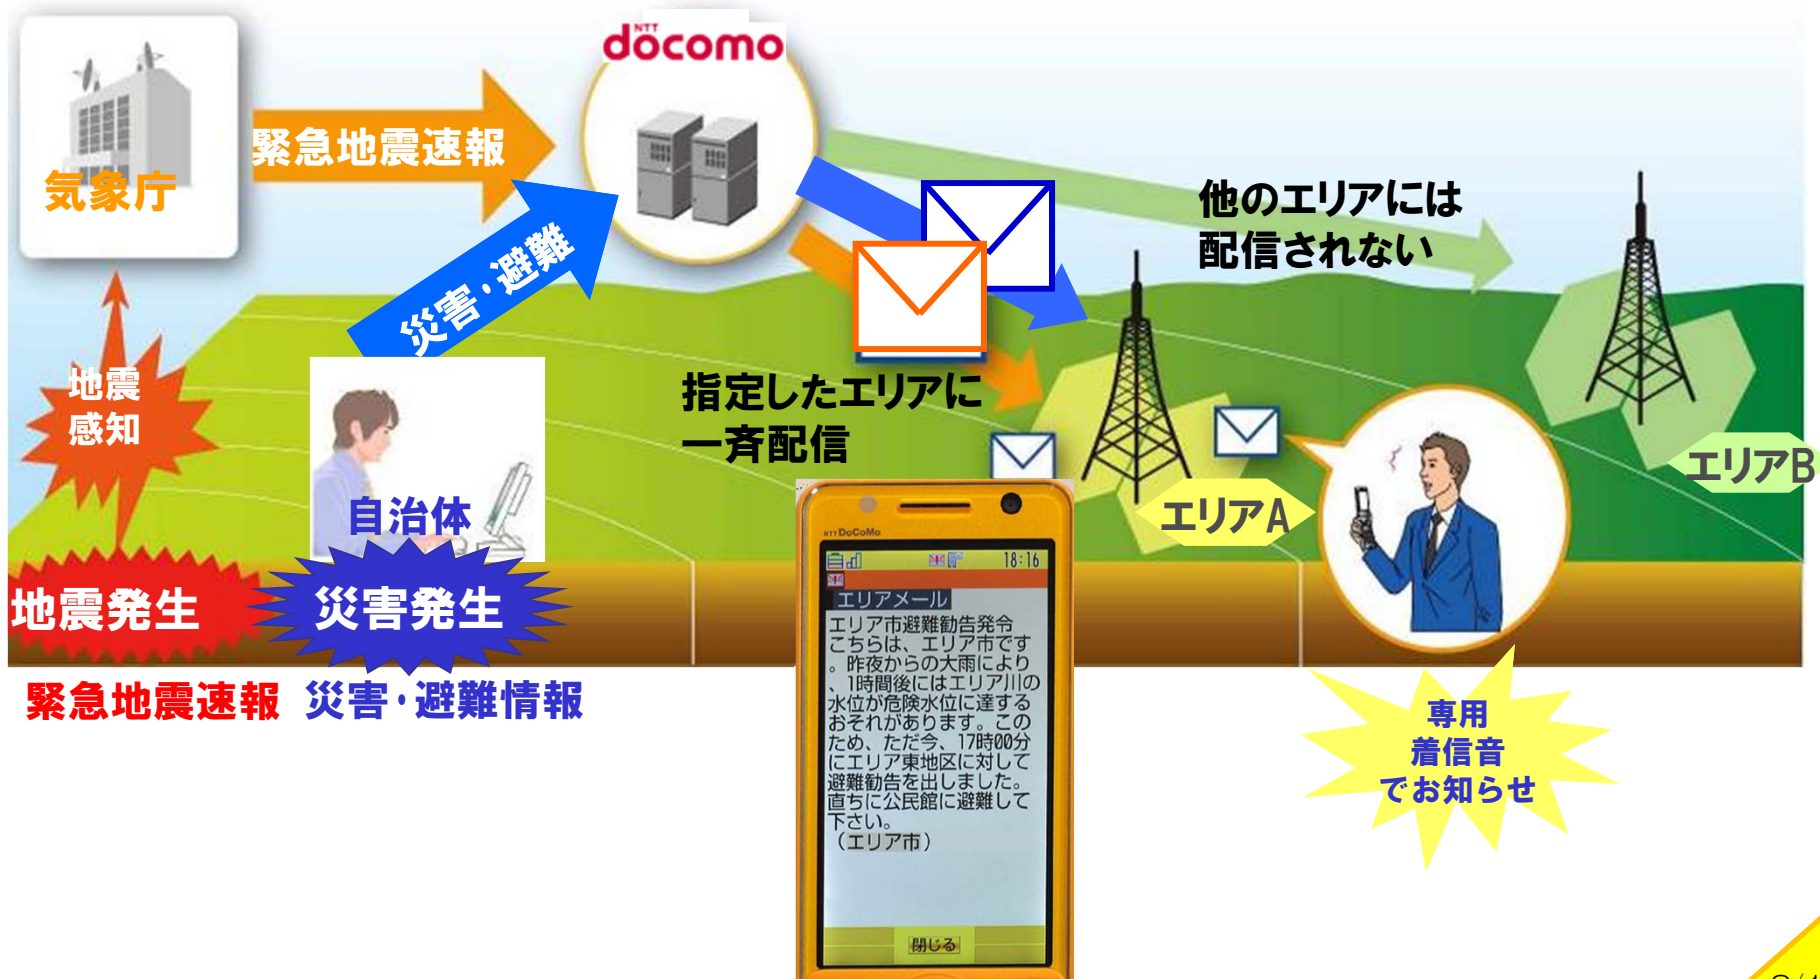 NTT
döcomo
緊急地震速報
気象庁
災害・避難
他のエリアには
配信されない
地震
感知
指定したエリアに
一斉配信
エリアB
エリアA
自治体
地震発生
災害発生
緊急地震速報
災害・避難情報
NTT DoCoMo
18:16
エリアメール
エリア市避難勧告発令
こちらは、エリア市です
。昨夜からの大雨により
、1時間後にはエリア川の
水位が危険水位に達する
おそれがあります。この
ため、ただ今、17時00分
にエリア東地区に対して
避難勧告を出しました。
直ちに公民館に避難して
下さい。
（エリア市）
閉じる
専用
着信音
でお知らせ